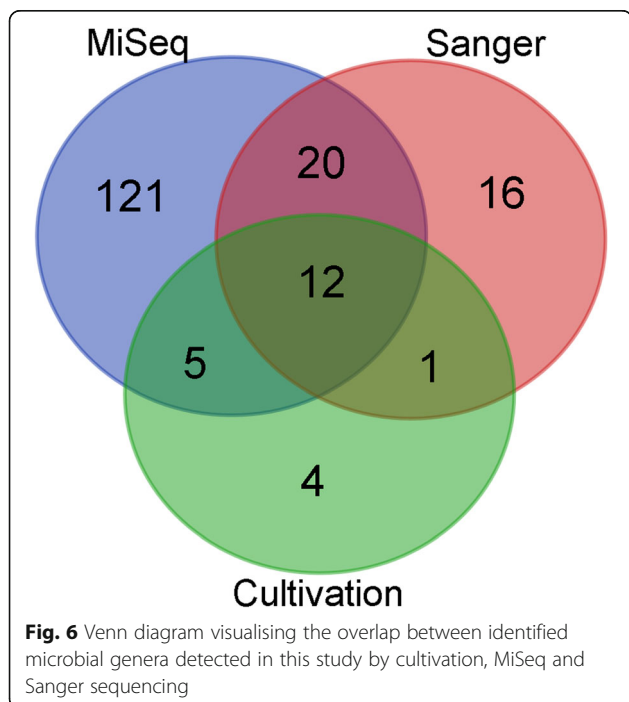 MiSeq Sanger
20
121 16
12
5 1
4
Cultivation
Fig. 6 Venn diagram visualising the overlap between identified
microbial genera detected in this study by cultivation, MiSeq and
Sanger sequencing